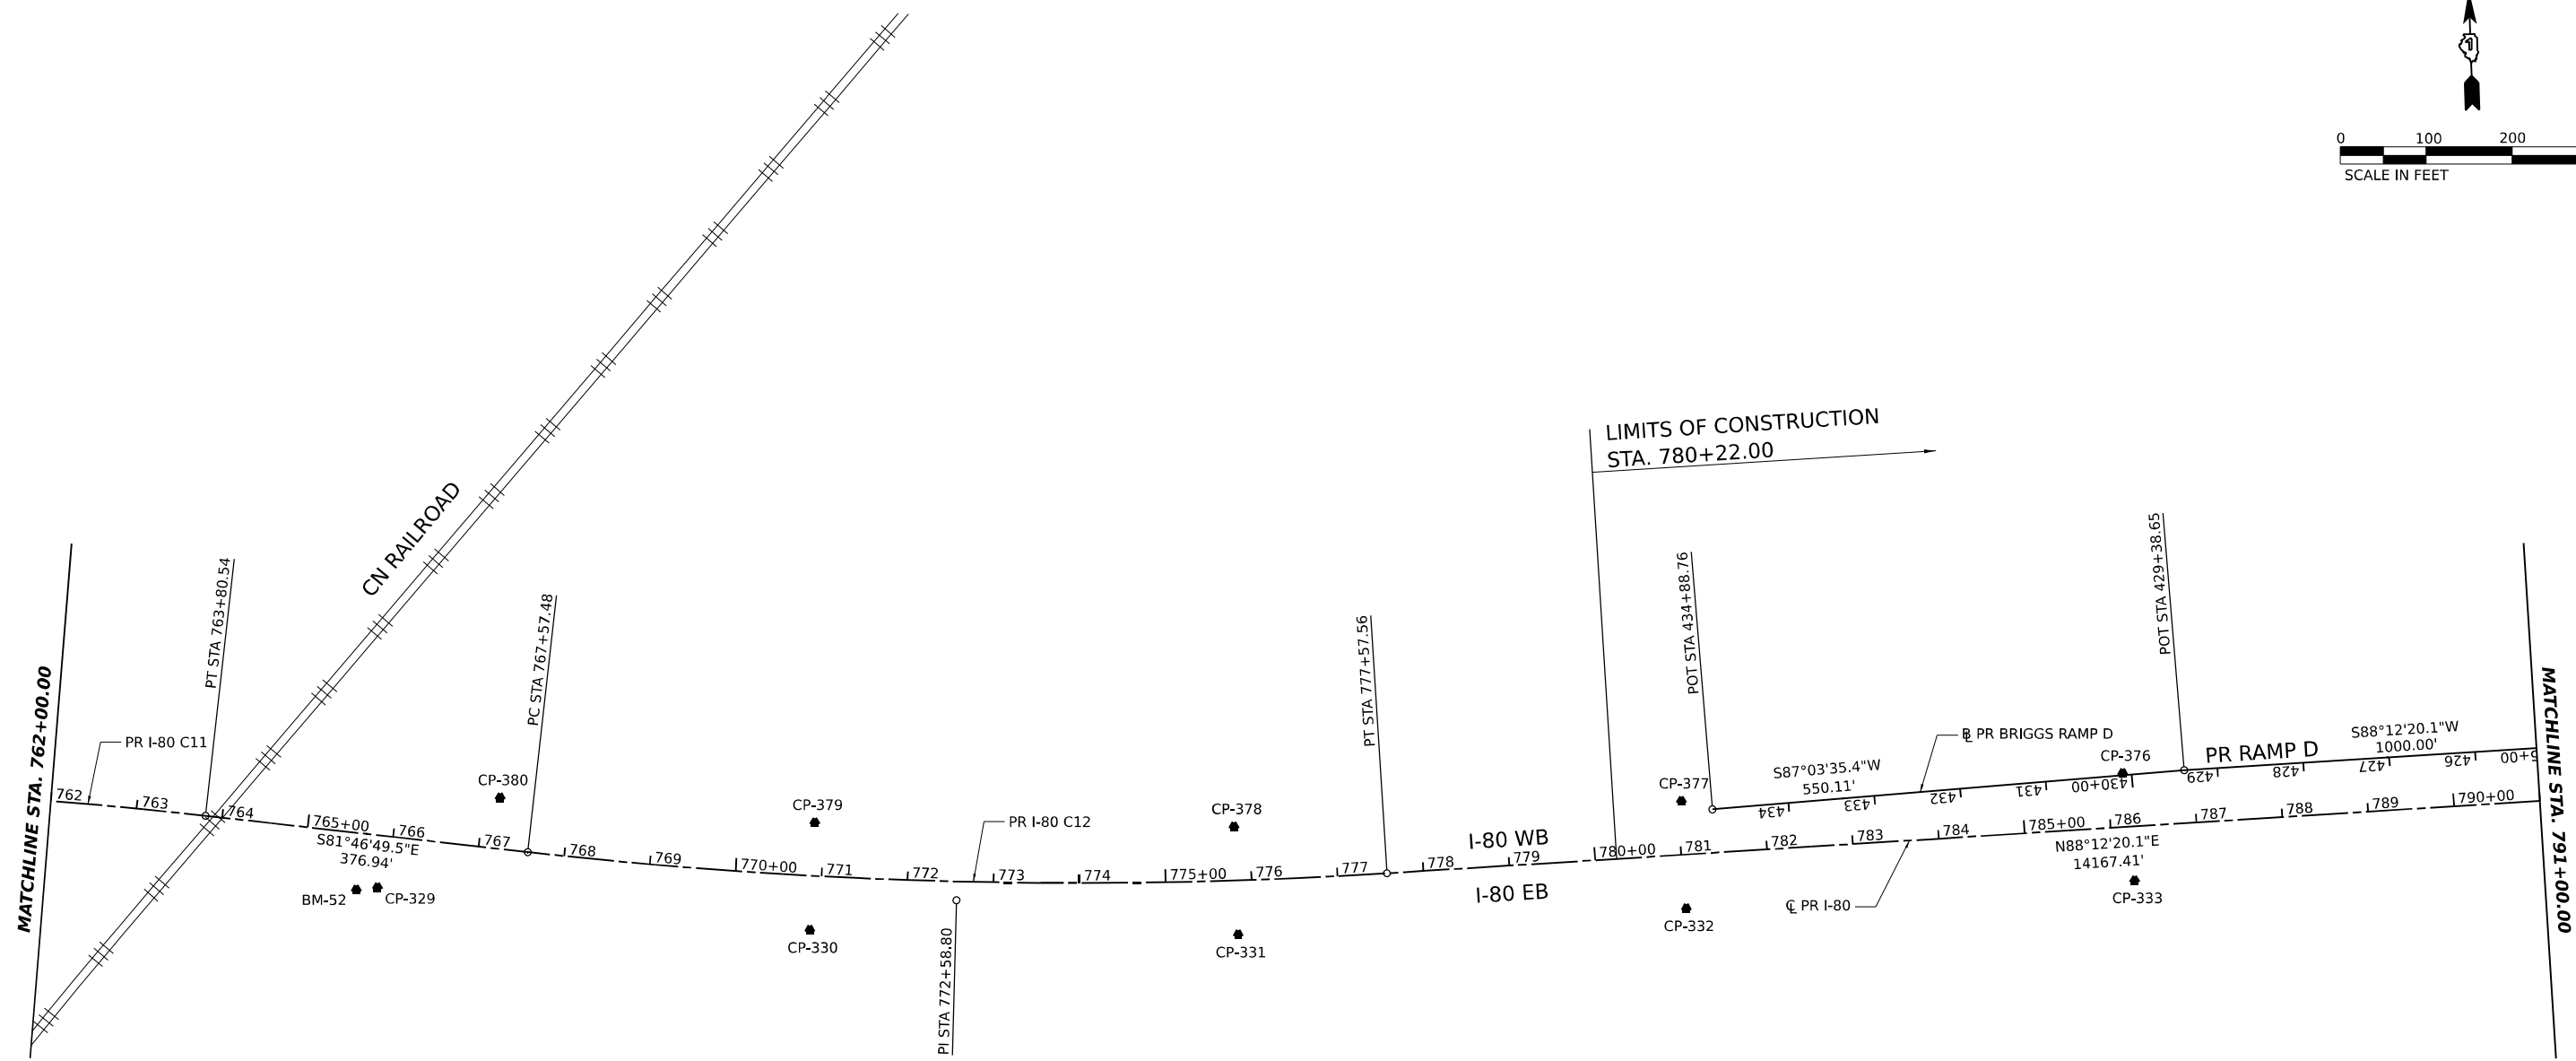 1
0 100 200
SCALE IN FEET
LIMITS OF CONSTRUCTION
STA. 780+22.00
CN RAILROAD
MATCHLINE STA. 762+00.00
PT STA 763+80.54
PC STA 767+57.48
PT STA 777+57.56
POT STA 434+88.76
POT STA 429+38.65
MATCHLINE STA. 791+00.00
PR I-80 C11
CP-380
CP-379
CP-378
CP-377
CP-376
PR I-80 C12
I-80 WB
I-80 EB
S87°03'35.4"W
550.11'
℄ PR I-80
B̲L PR BRIGGS RAMP D
PR RAMP D
S88°12'20.1"W
1000.00'
434 433 432 431 430+00 429 428 427 426 5+00
762 763 764 765+00 766 767 768 769 770+00 771 772 773 774 775+00 776 777 778 779 780+00 781 782 783 784 785+00 786 787 788 789 790+00
S81°46'49.5"E
376.94'
N88°12'20.1"E
14167.41'
BM-52
CP-329
CP-330
CP-331
CP-332
CP-333
PI STA 772+58.80